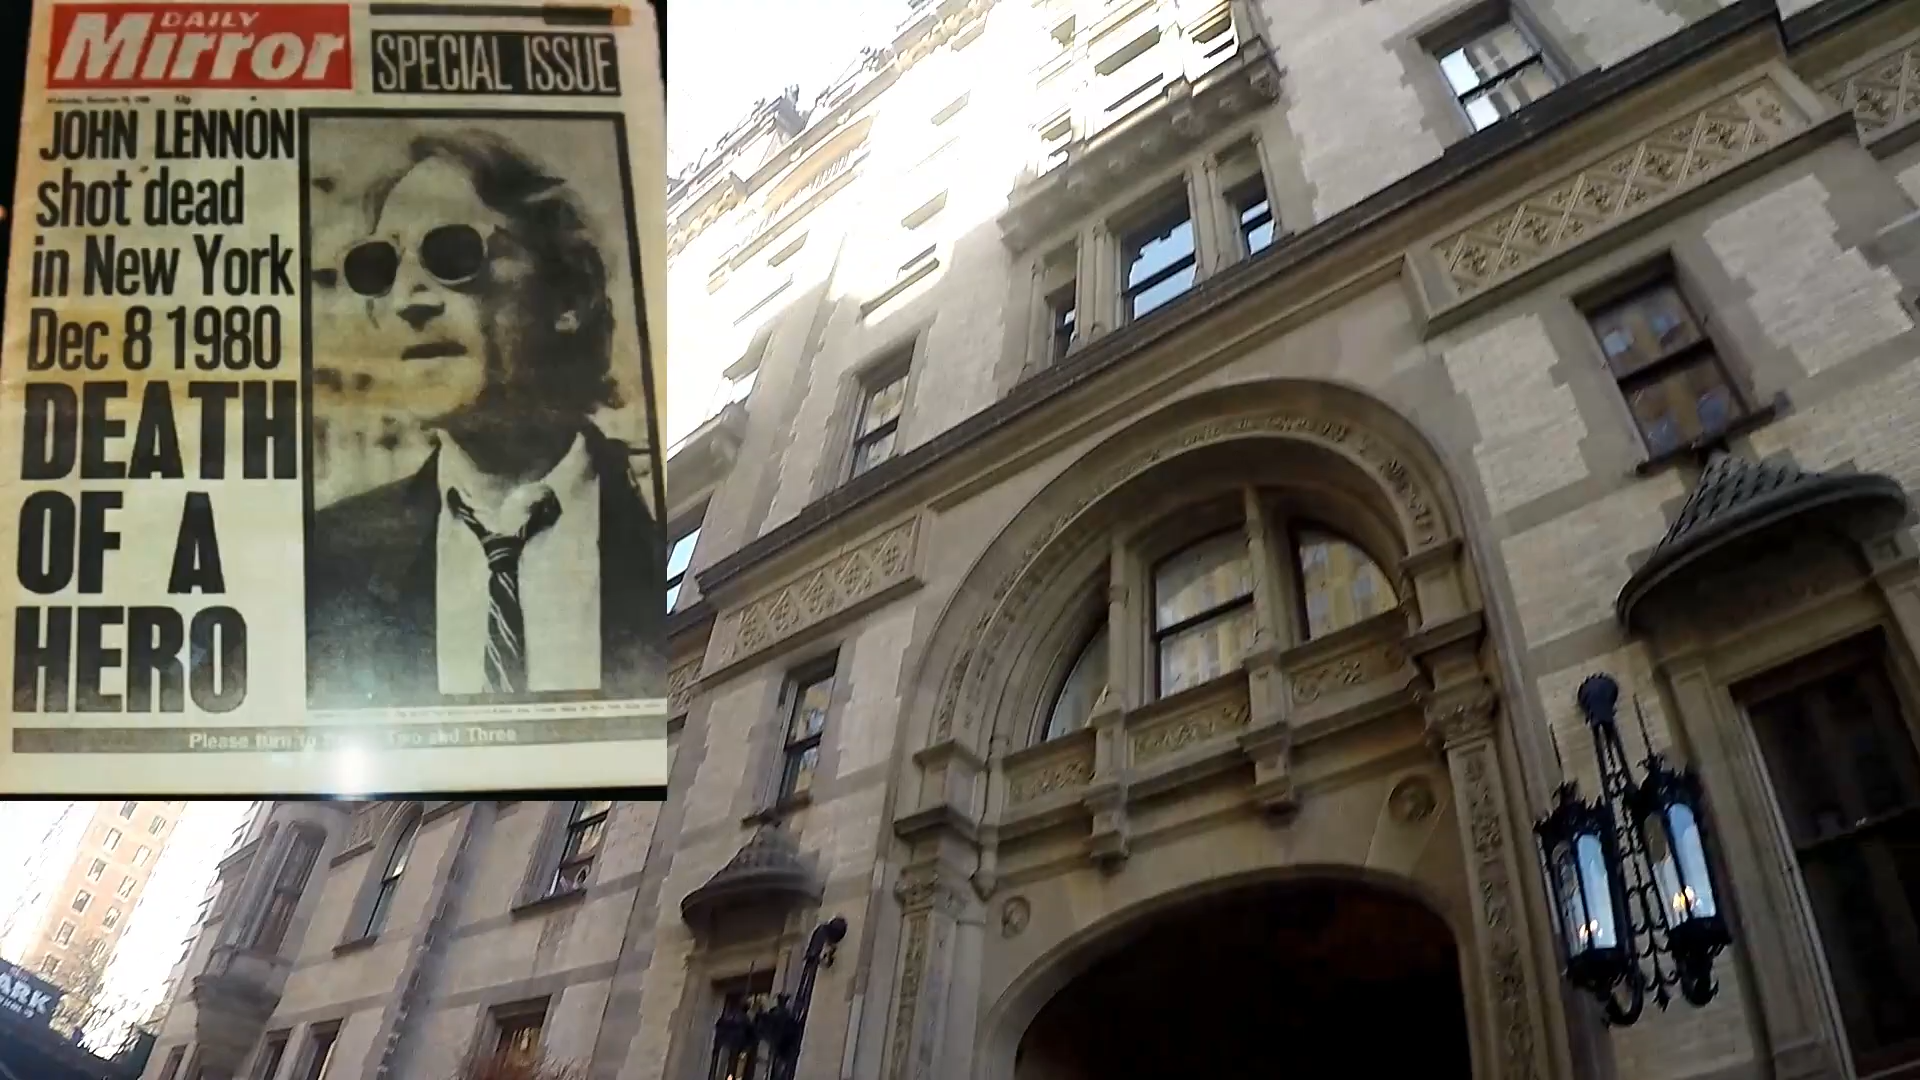 DAILY
Mirror
SPECIAL ISSUE
JOHN LENNON
shot dead
in New York
Dec 8 1980
DEATH
OF A
HERO
Please turn to Two and Three
ARK